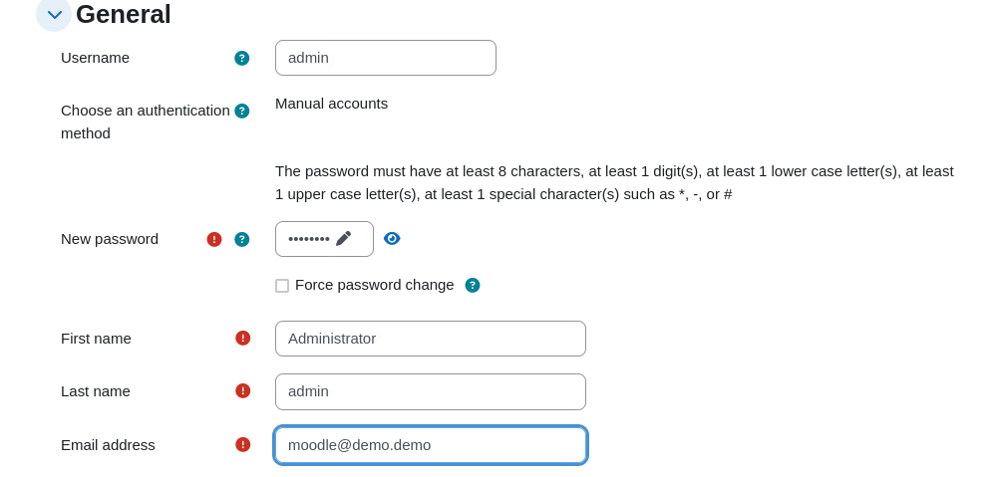 General
Username
admin
Choose an authentication method
Manual accounts
The password must have at least 8 characters, at least 1 digit(s), at least 1 lower case letter(s), at least
1 upper case letter(s), at least 1 special character(s) such as *, -, or #
New password
••••••••
Force password change
First name
Administrator
Last name
admin
Email address
moodle@demo.demo